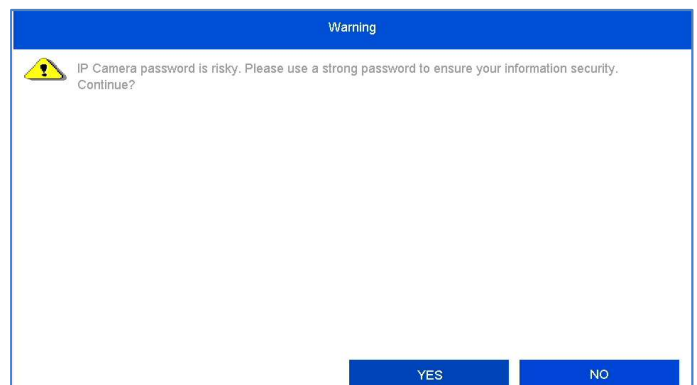 Warning
IP Camera password is risky. Please use a strong password to ensure your information security.
Continue?
YES
NO